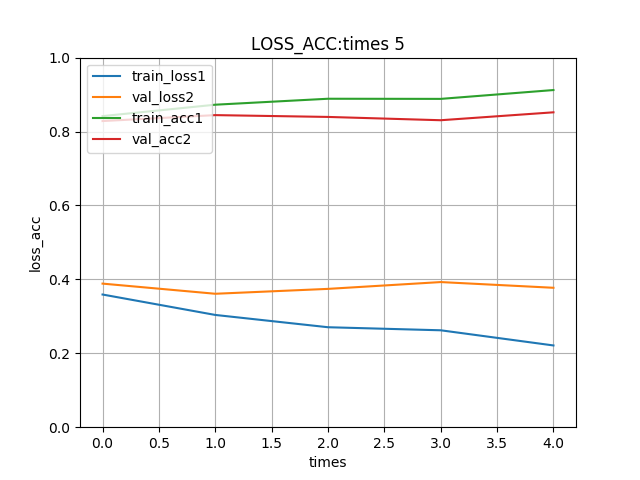 LOSS_ACC:times 5
train_loss1
val_loss2
train_acc1
val_acc2
loss_acc
1.0
0.8
0.6
0.4
0.2
0.0
0.0 0.5 1.0 1.5 2.0 2.5 3.0 3.5 4.0
times